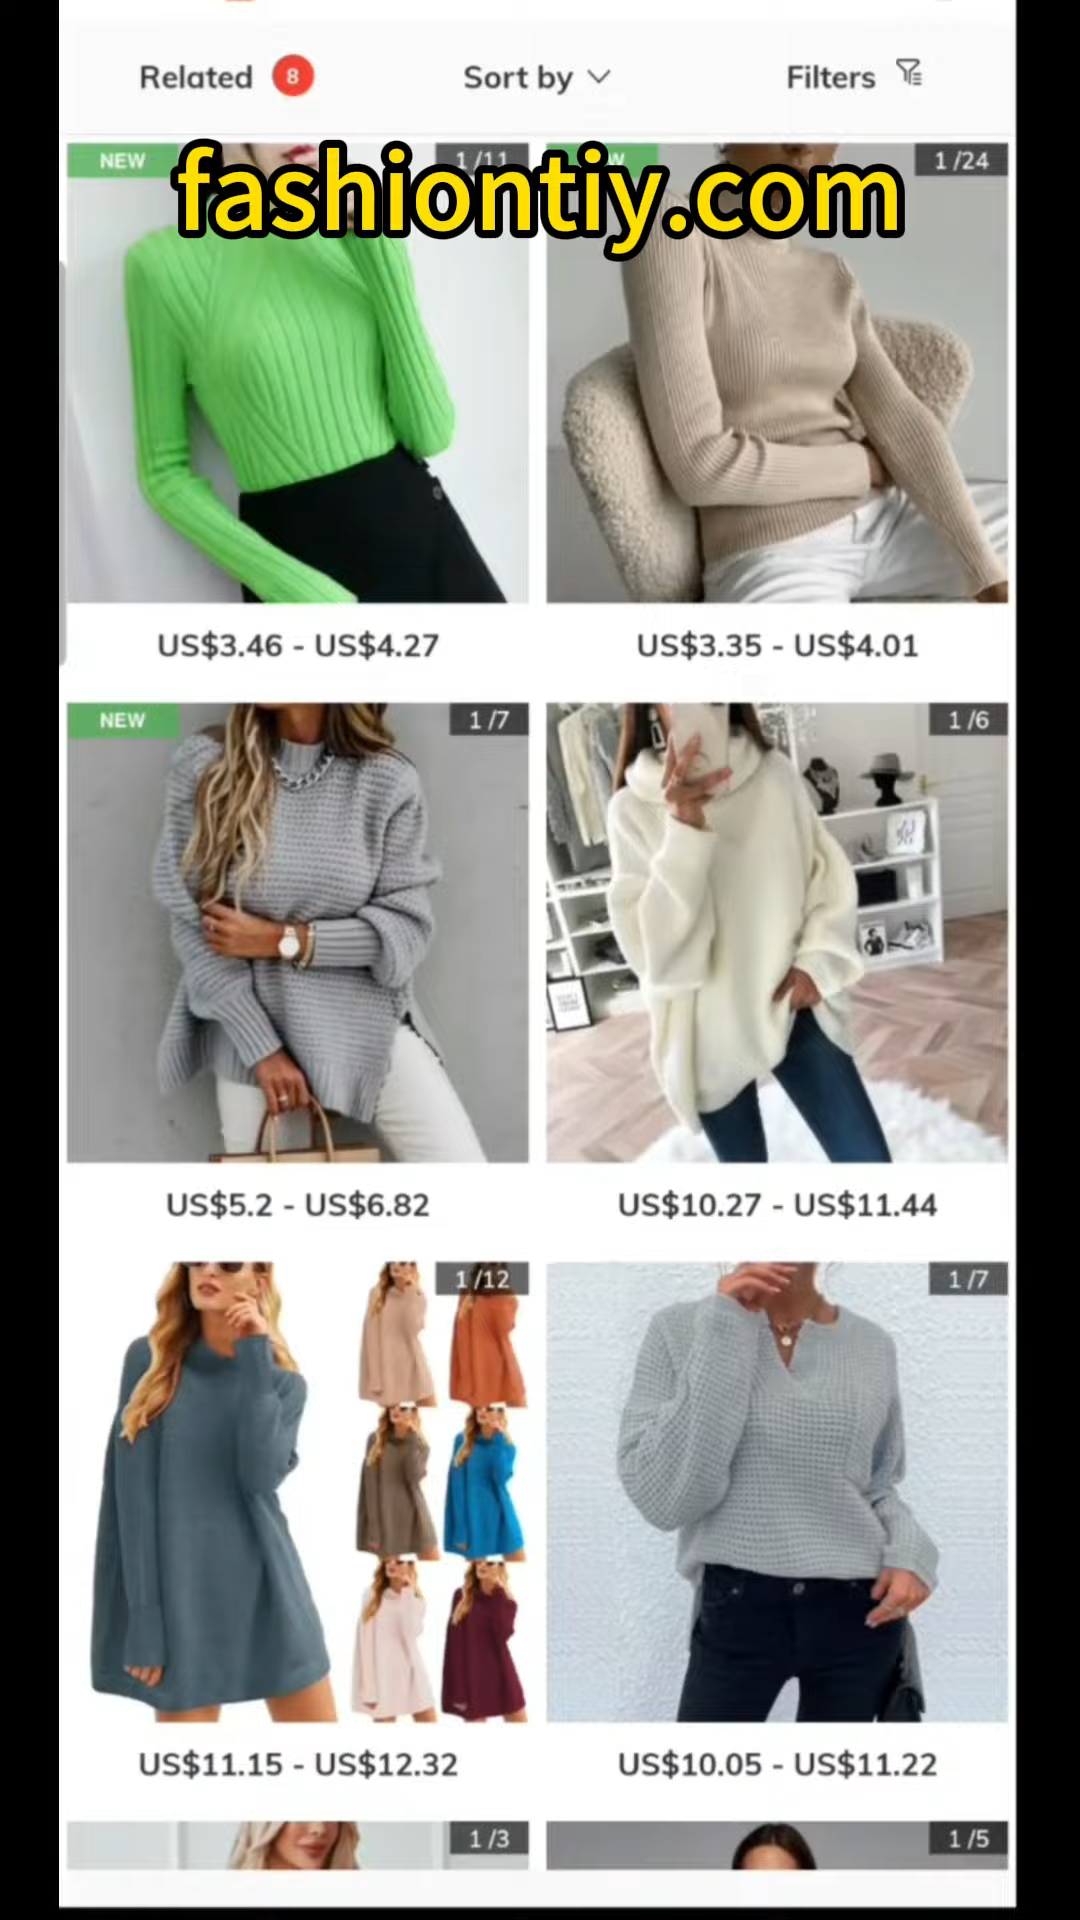 Related 8 Sort by Filters
NEW 1/11 1/24
fashiontiy.com
US$3.46 - US$4.27 US$3.35 - US$4.01
NEW 1/7 1/6
US$5.2 - US$6.82 US$10.27 - US$11.44
1/12 1/7
US$11.15 - US$12.32 US$10.05 - US$11.22
1/3 1/5